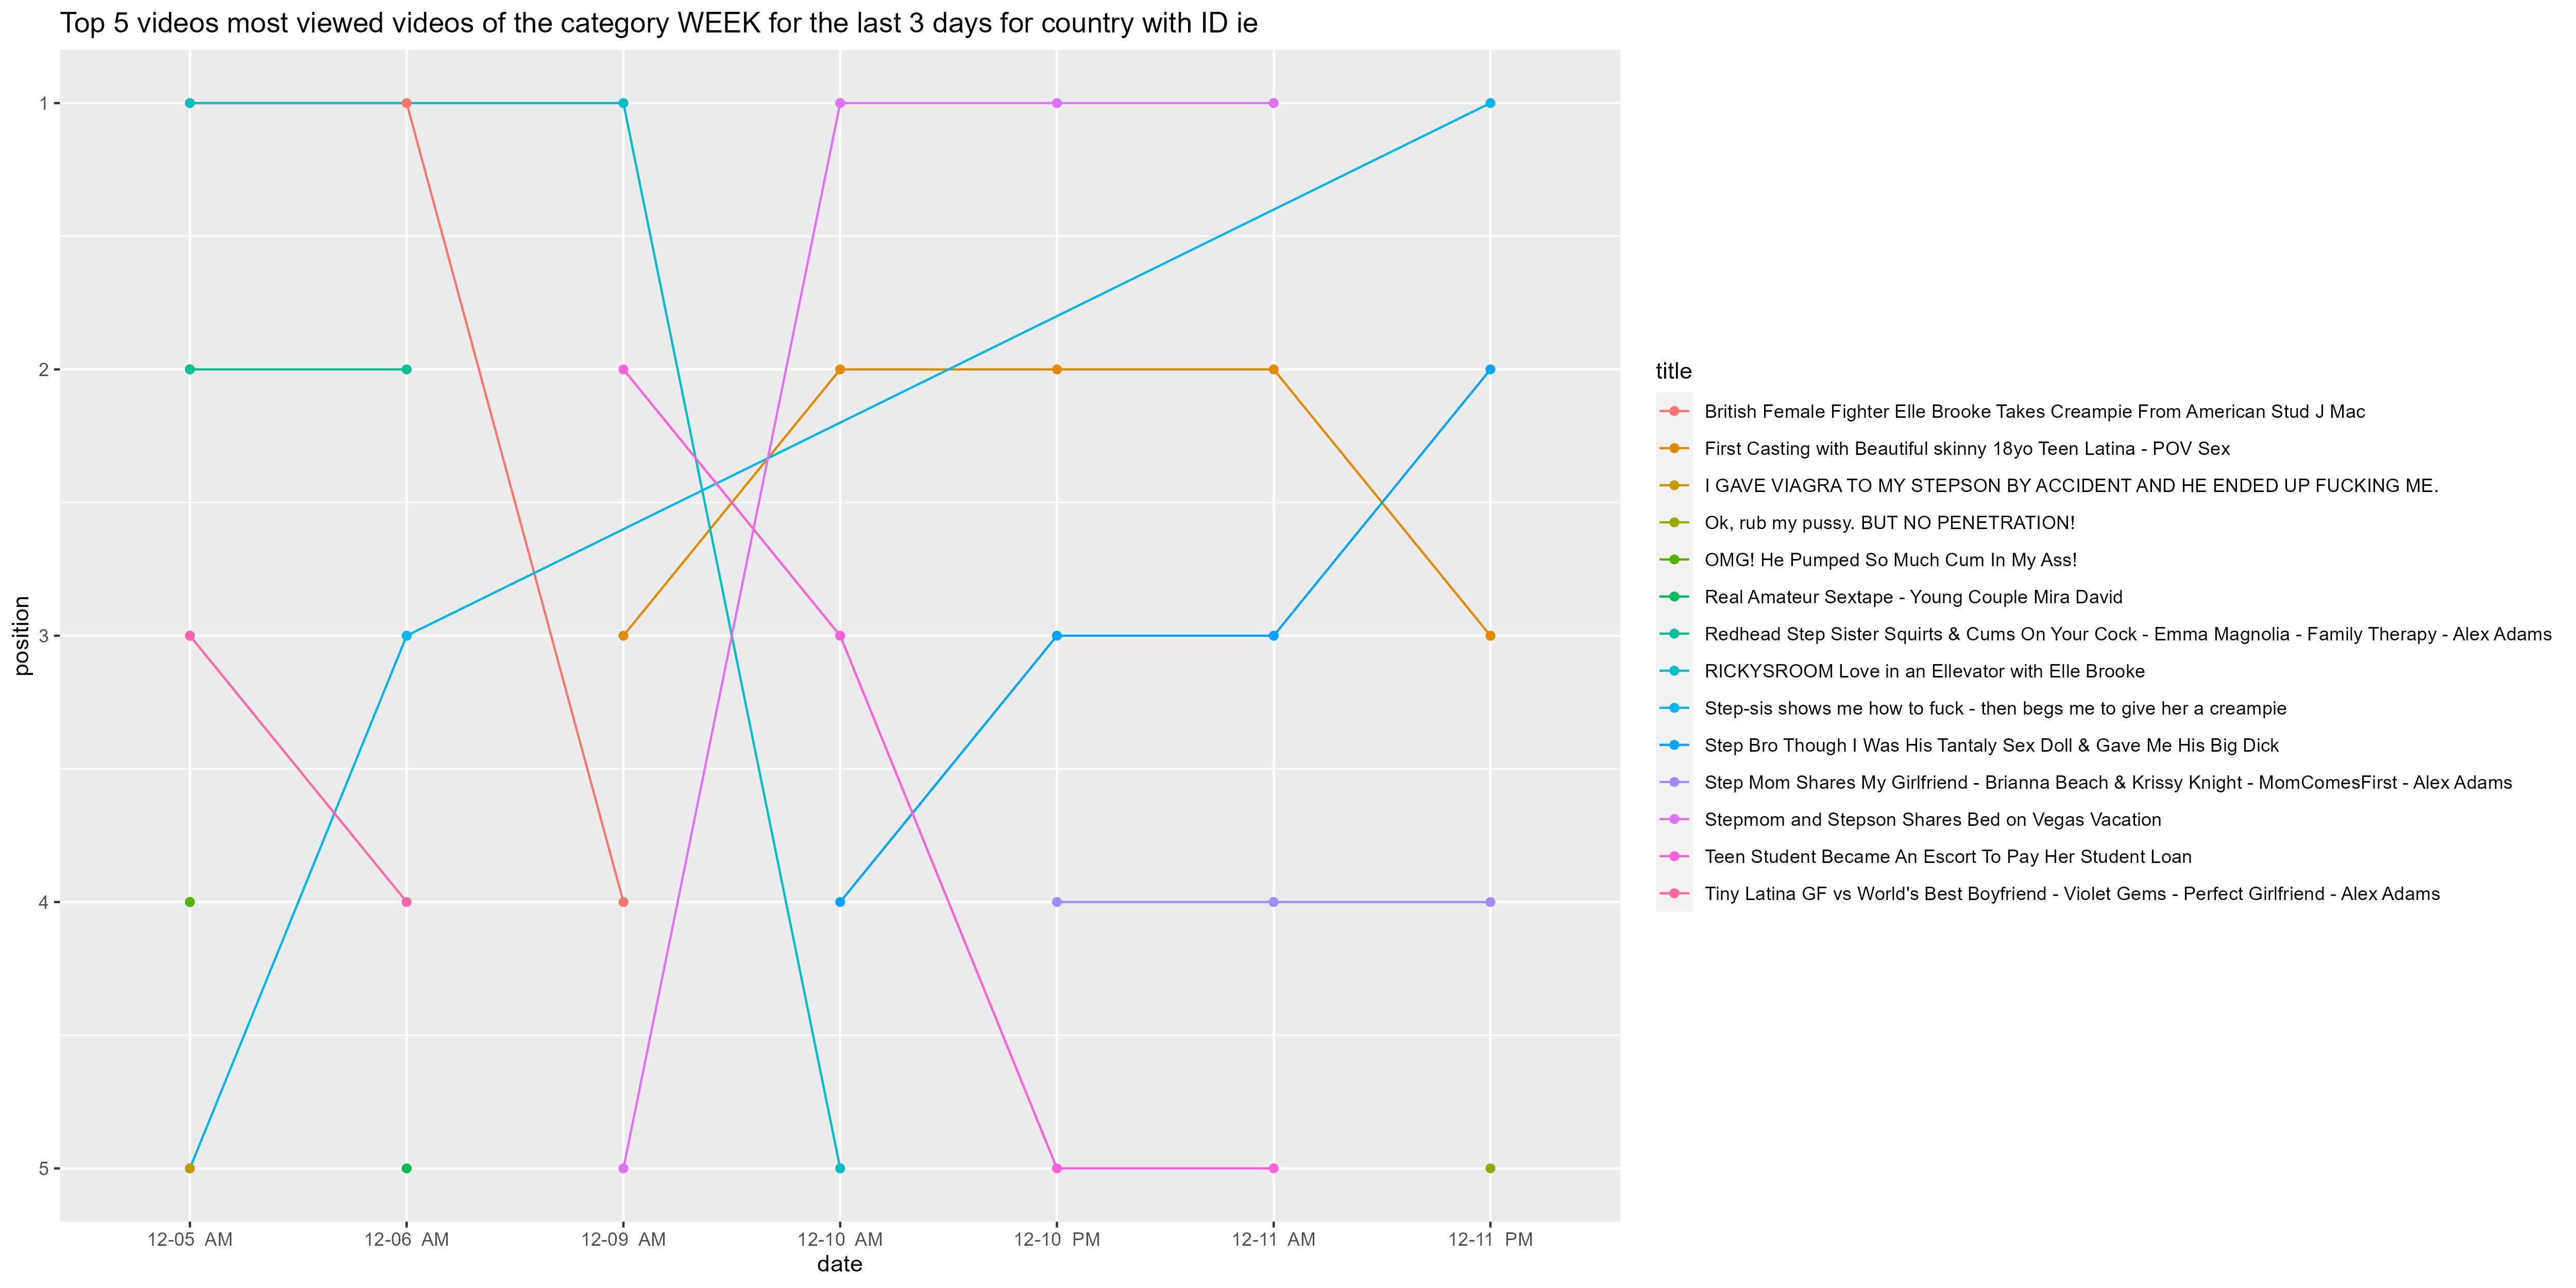 Top 5 videos most viewed videos of the category WEEK for the last 3 days for country with ID ie
1
2
3
4
5
position
12-05 AM
12-06 AM
12-09 AM
12-10 AM
12-10 PM
12-11 AM
12-11 PM
date
title
British Female Fighter Elle Brooke Takes Creampie From American Stud J Mac
First Casting with Beautiful skinny 18yo Teen Latina - POV Sex
I GAVE VIAGRA TO MY STEPSON BY ACCIDENT AND HE ENDED UP FUCKING ME.
Ok, rub my pussy. BUT NO PENETRATION!
OMG! He Pumped So Much Cum In My Ass!
Real Amateur Sextape - Young Couple Mira David
Redhead Step Sister Squirts & Cums On Your Cock - Emma Magnolia - Family Therapy - Alex Adams
RICKYSROOM Love in an Ellevator with Elle Brooke
Step-sis shows me how to fuck - then begs me to give her a creampie
Step Bro Though I Was His Tantaly Sex Doll & Gave Me His Big Dick
Step Mom Shares My Girlfriend - Brianna Beach & Krissy Knight - MomComesFirst - Alex Adams
Stepmom and Stepson Shares Bed on Vegas Vacation
Teen Student Became An Escort To Pay Her Student Loan
Tiny Latina GF vs World's Best Boyfriend - Violet Gems - Perfect Girlfriend - Alex Adams